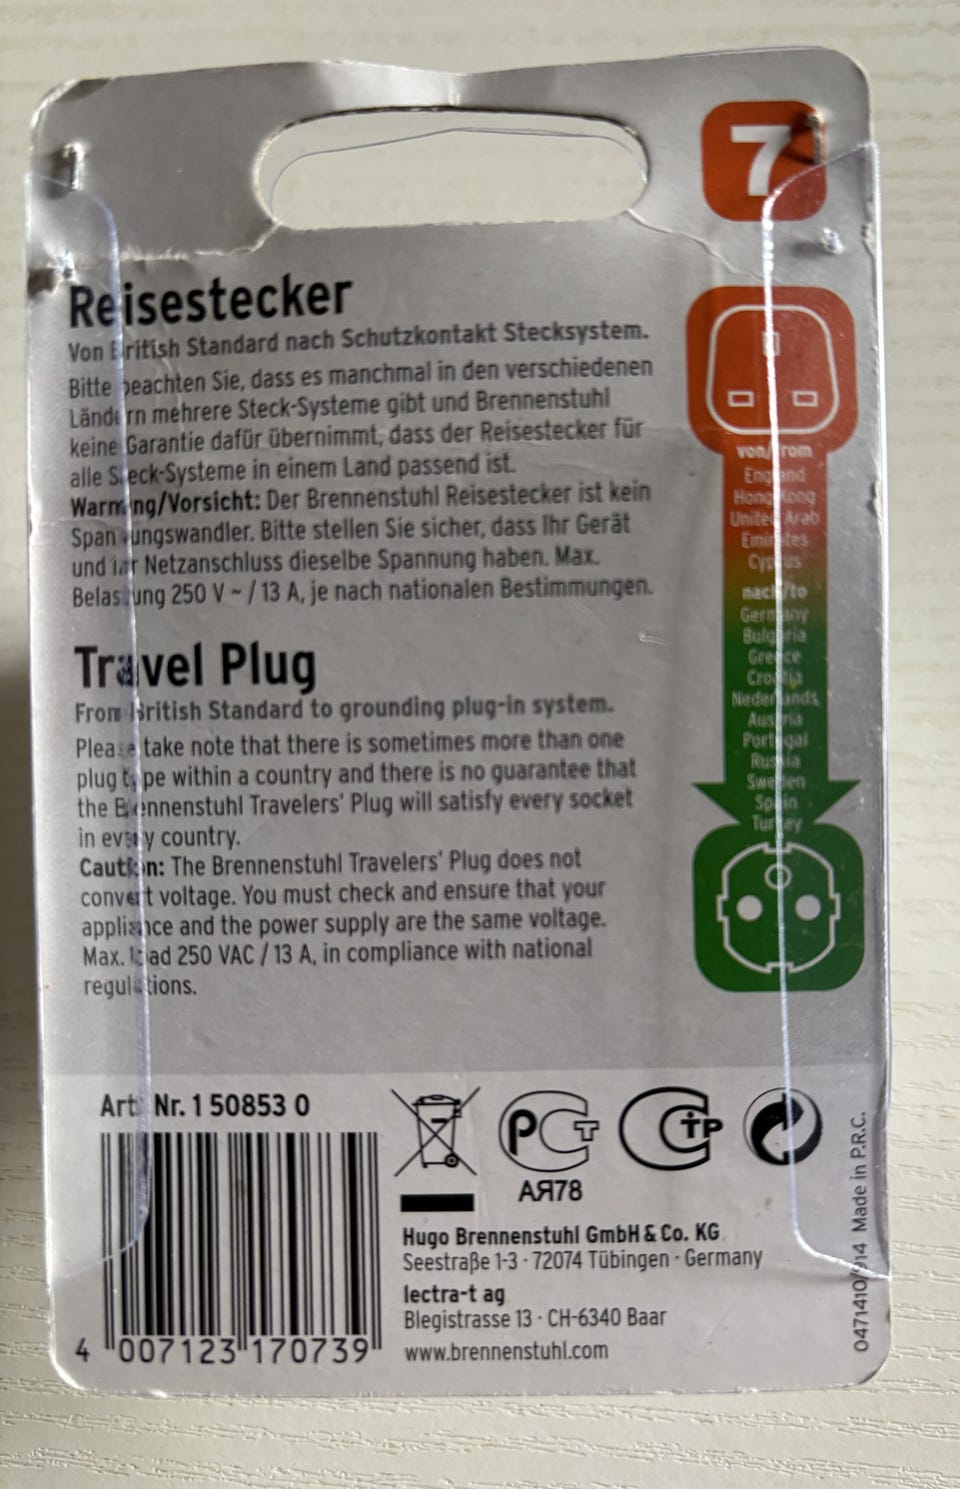 7
Reisestecker
Von British Standard nach Schutzkontakt Stecksystem.
Bitte beachten Sie, dass es manchmal in den verschiedenen
Ländern mehrere Steck-Systeme gibt und Brennenstuhl
keine Garantie dafür übernimmt, dass der Reisestecker für
alle Steck-Systeme in einem Land passend ist.
Warnung/Vorsicht: Der Brennenstuhl Reisestecker ist kein
Spannungswandler. Bitte stellen Sie sicher, dass Ihr Gerät
und ihr Netzanschluss dieselbe Spannung haben. Max.
Belastung 250 V ~ / 13 A, je nach nationalen Bestimmungen.
Travel Plug
From British Standard to grounding plug-in system.
Please take note that there is sometimes more than one
plug type within a country and there is no guarantee that
the Brennenstuhl Travelers' Plug will satisfy every socket
in every country.
Caution: The Brennenstuhl Travelers' Plug does not
convert voltage. You must check and ensure that your
appliance and the power supply are the same voltage.
Max. load 250 VAC / 13 A, in compliance with national
regulations.
von/from
England
Hong Kong
United Arab
Emirates
Cyprus
nach/to
Germany
Bulgaria
Greece
Croatia
Niederlands
Austria
Portugal
Russia
Sweden
Spain
Turkey
Art. Nr. 1 50853 0
4 007123 170739
РСТ
АЯ78
ССТР
Hugo Brennenstuhl GmbH & Co. KG
Seestraße 1-3 · 72074 Tübingen · Germany
lectra-t ag
Blegistrasse 13 · CH-6340 Baar
www.brennenstuhl.com
0471410/914 Made in P.R.C.